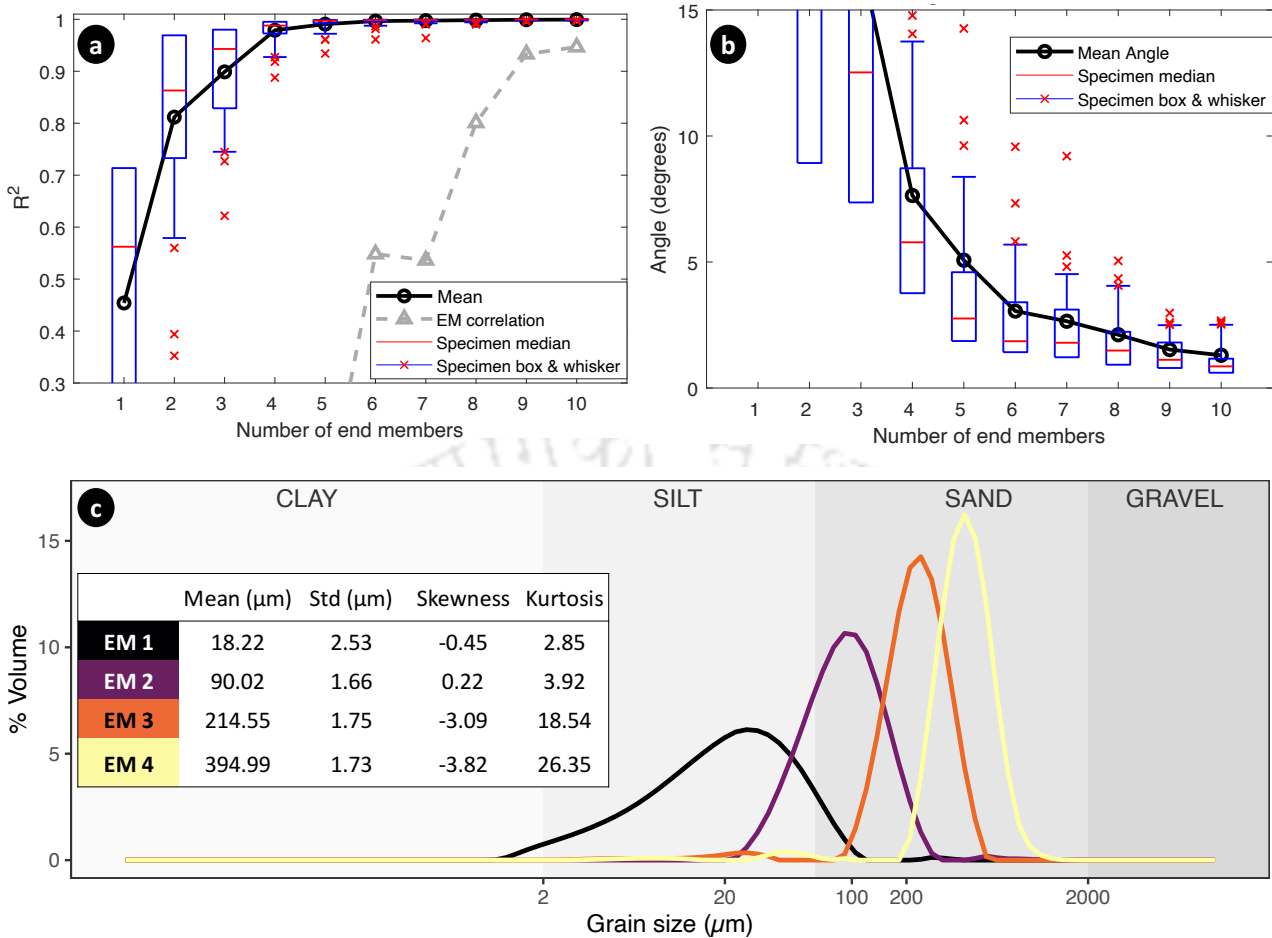 a
1
0.9
0.8
0.7
0.6
0.5
0.4
0.3
R²
1 2 3 4 5 6 7 8 9 10
Number of end members
Mean
EM correlation
Specimen median
Specimen box & whisker
b
15
10
5
0
Angle (degrees)
1 2 3 4 5 6 7 8 9 10
Number of end members
Mean Angle
Specimen median
Specimen box & whisker
c
CLAY SILT SAND GRAVEL
15
10
5
0
% Volume
Mean (µm) Std (µm) Skewness Kurtosis
EM 1 18.22 2.53 -0.45 2.85
EM 2 90.02 1.66 0.22 3.92
EM 3 214.55 1.75 -3.09 18.54
EM 4 394.99 1.73 -3.82 26.35
2 20 100 200 2000
Grain size (µm)